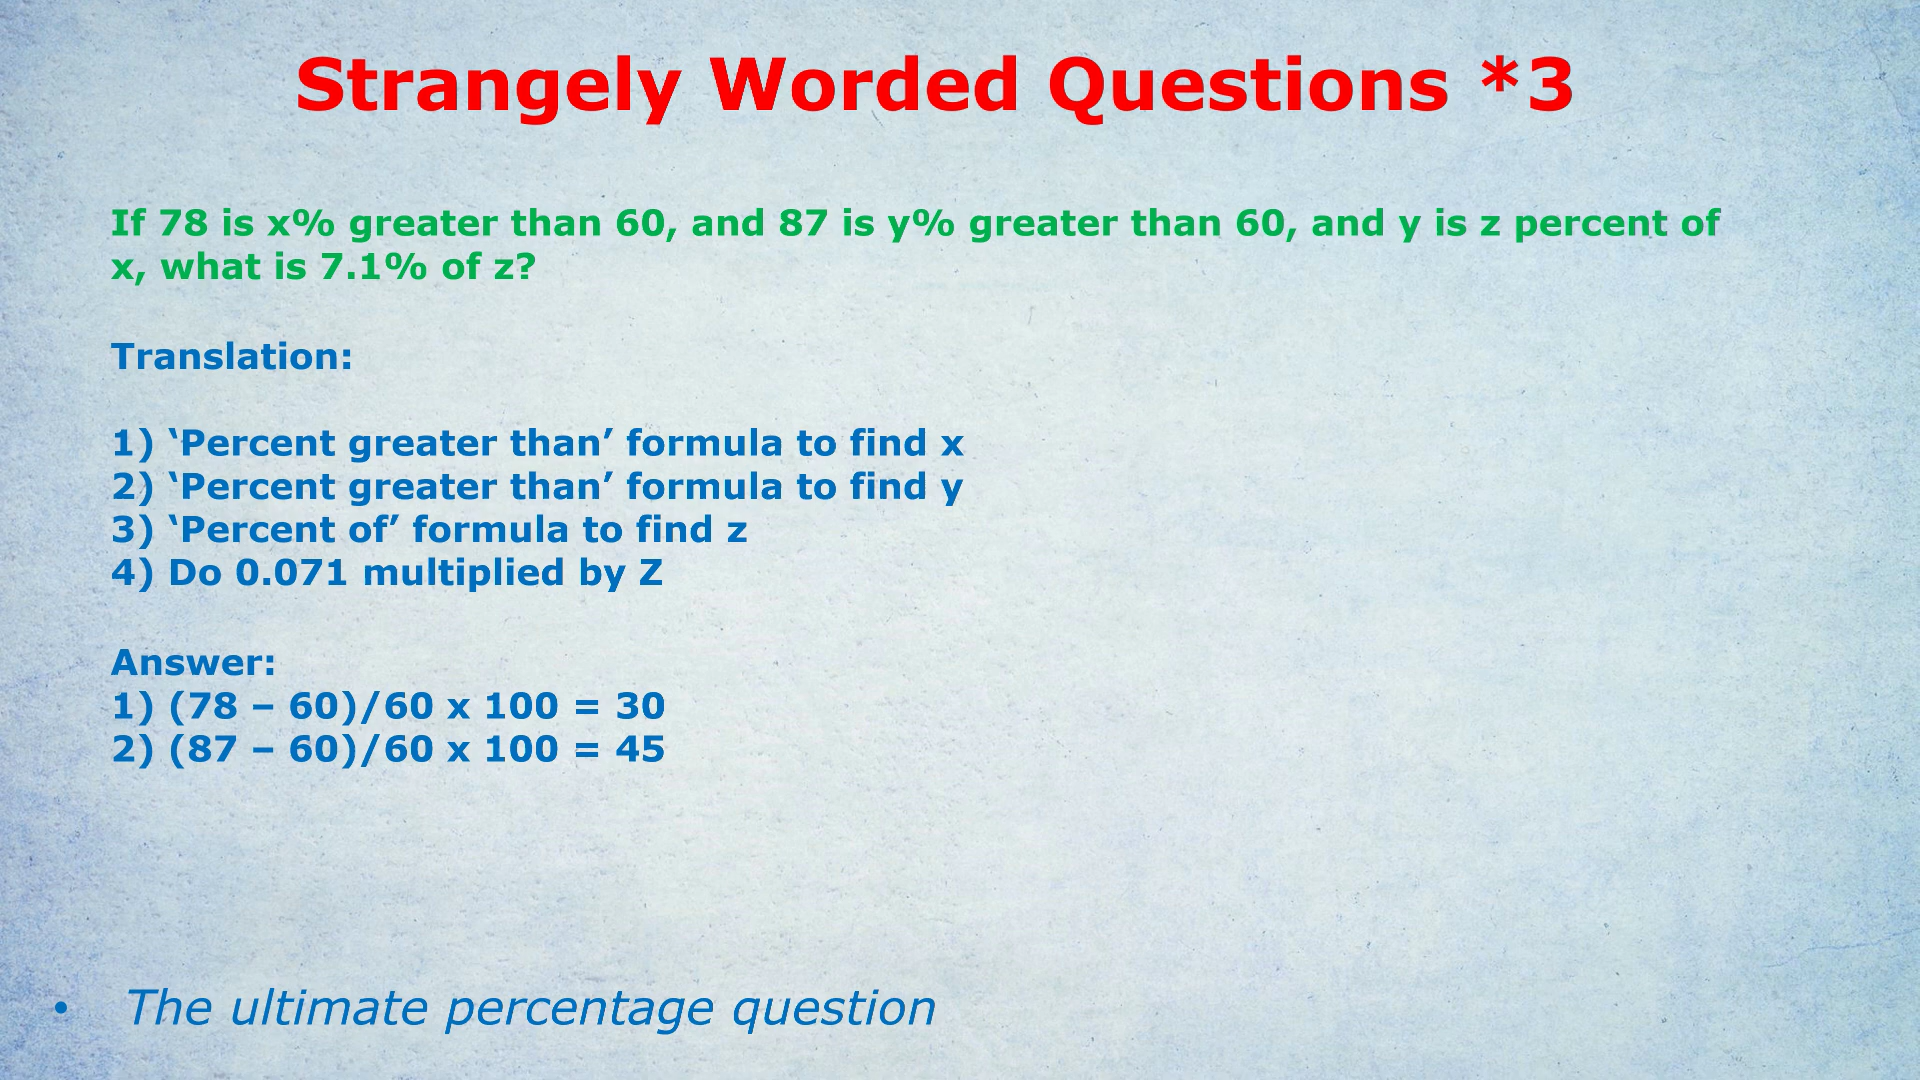 Strangely Worded Questions *3
If 78 is x% greater than 60, and 87 is y% greater than 60, and y is z percent of
x, what is 7.1% of z?
Translation:
1) ‘Percent greater than’ formula to find x
2) ‘Percent greater than’ formula to find y
3) ‘Percent of’ formula to find z
4) Do 0.071 multiplied by Z
Answer:
1) (78 – 60)/60 x 100 = 30
2) (87 – 60)/60 x 100 = 45
• The ultimate percentage question